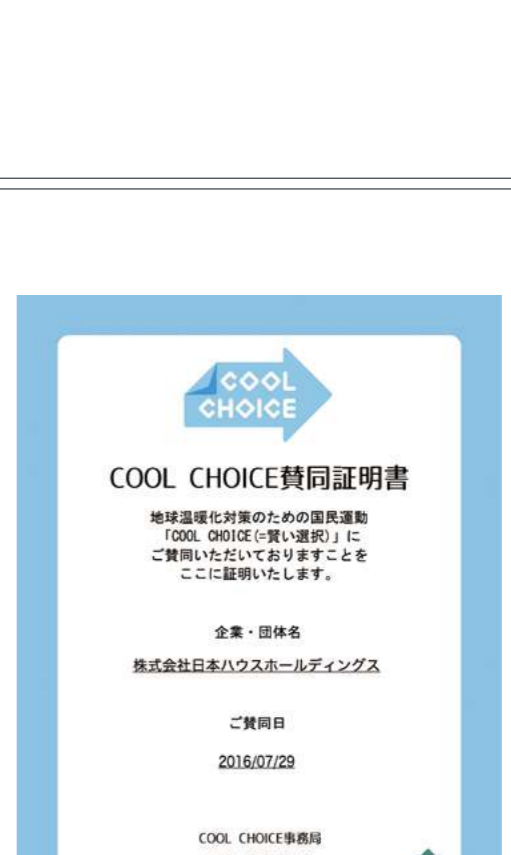 COOL
CHOICE
COOL CHOICE賛同証明書
地球温暖化対策のための国民運動
「COOL CHOICE(=賢い選択)」に
ご賛同いただいておりますことを
ここに証明いたします。
企業・団体名
株式会社日本ハウスホールディングス
ご賛同日
2016/07/29
COOL CHOICE事務局